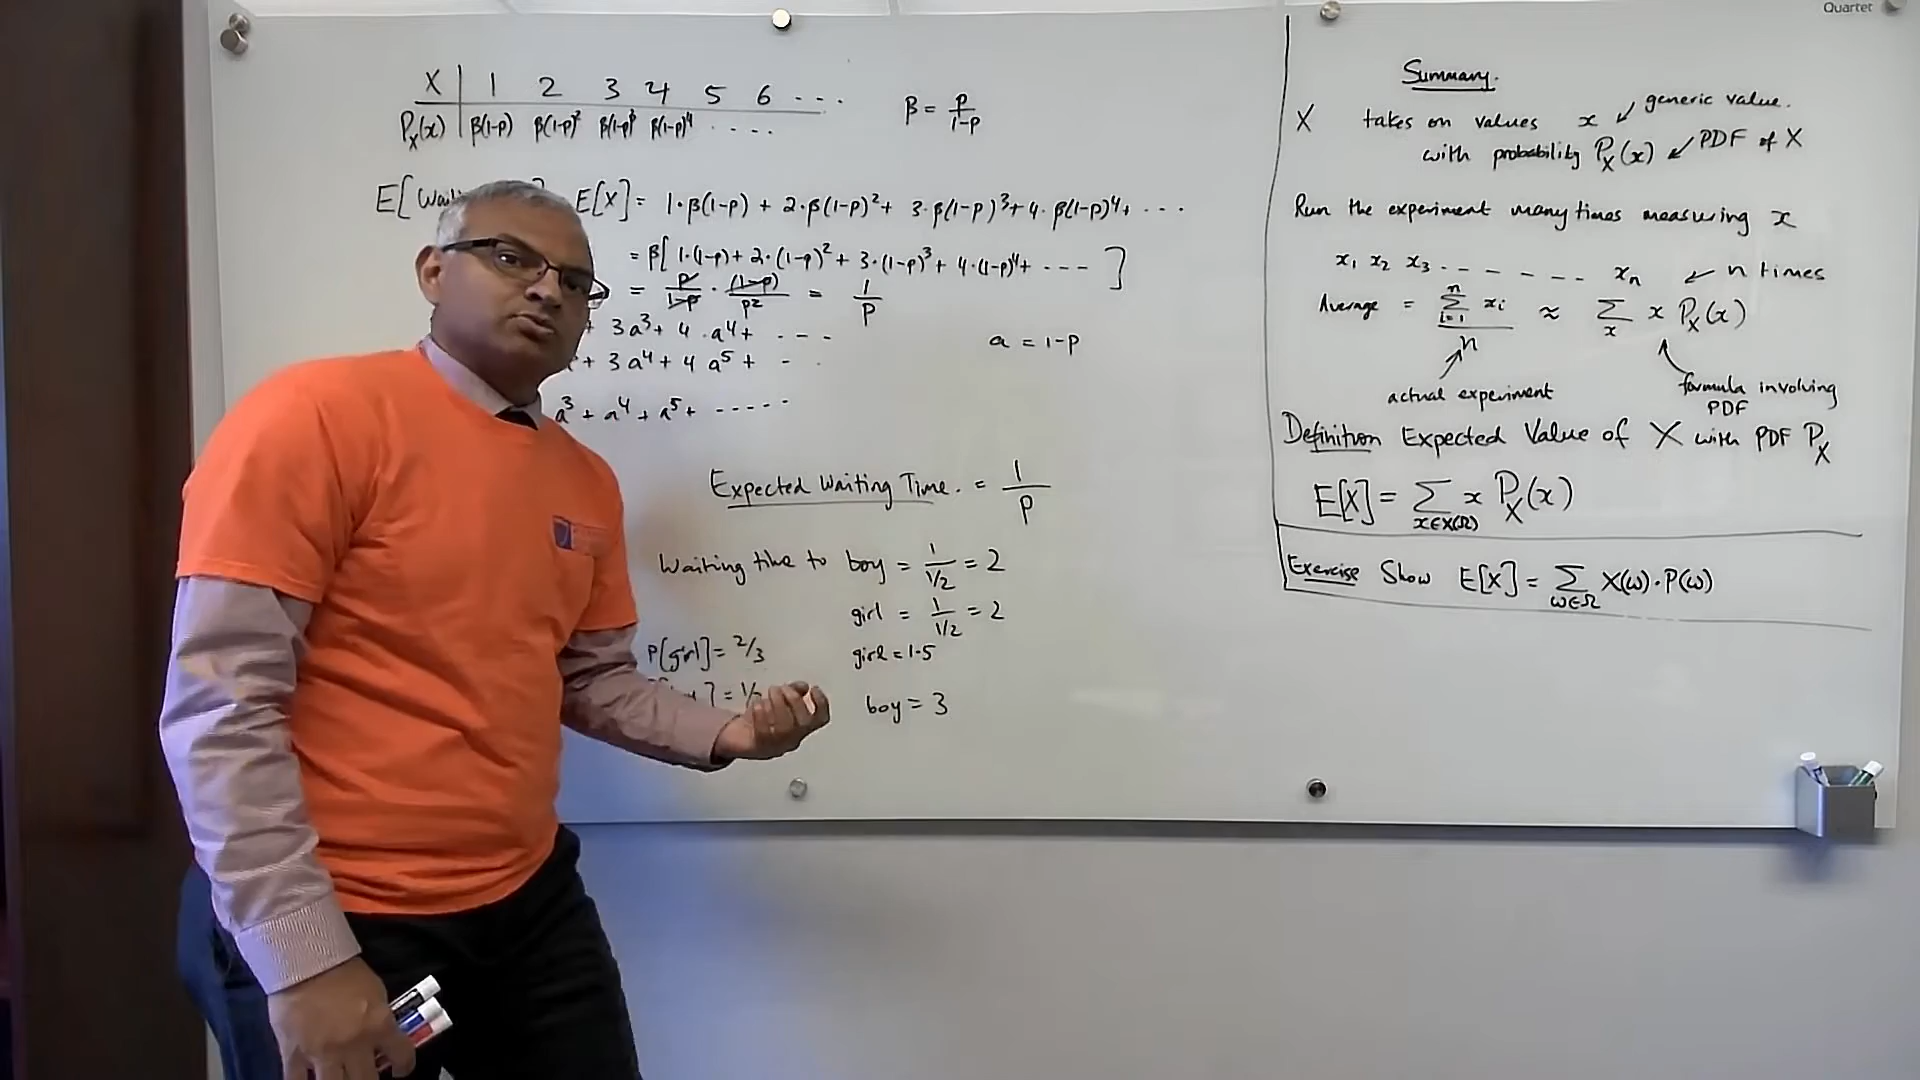 Quartet
X | 1 2 3 4 5 6 ...
P_X(x) | β(1-p) β(1-p)² β(1-p)³ β(1-p)⁴ ....
β = p/(1-p)
E[ E[X] = 1·β(1-p) + 2·β(1-p)² + 3·β(1-p)³ + 4·β(1-p)⁴ + ...
= β[ 1·(1-p) + 2·(1-p)² + 3·(1-p)³ + 4·(1-p)⁴ + ---- ]
= p/(1-p) · (1-p)/p² = 1/p
+ 3a³ + 4·a⁴ + ---
a = 1-p
+ 3a⁴ + 4a⁵ + -
a³ + a⁴ + a⁵ + -----
Expected Waiting Time. = 1/p
Waiting time to boy = 1/(1/2) = 2
girl = 1/(1/2) = 2
P[girl] = 2/3
girl = 1.5
boy = 3
Summary.
X takes on values x ↙ generic value.
with probability P_X(x) ↙ PDF of X
Run the experiment many times measuring x
x₁ x₂ x₃ - - - - - - - xₙ ↙ n times
Average = Σ_{i=1}^{n} xᵢ / n ≈ Σ_x x P_X(x)
actual experiment
formula involving
PDF
Definition Expected Value of X with PDF P_X
E[X] = Σ_{x∈X(Ω)} x P_X(x)
Exercise Show E[X] = Σ_{ω∈Ω} X(ω)·P(ω)